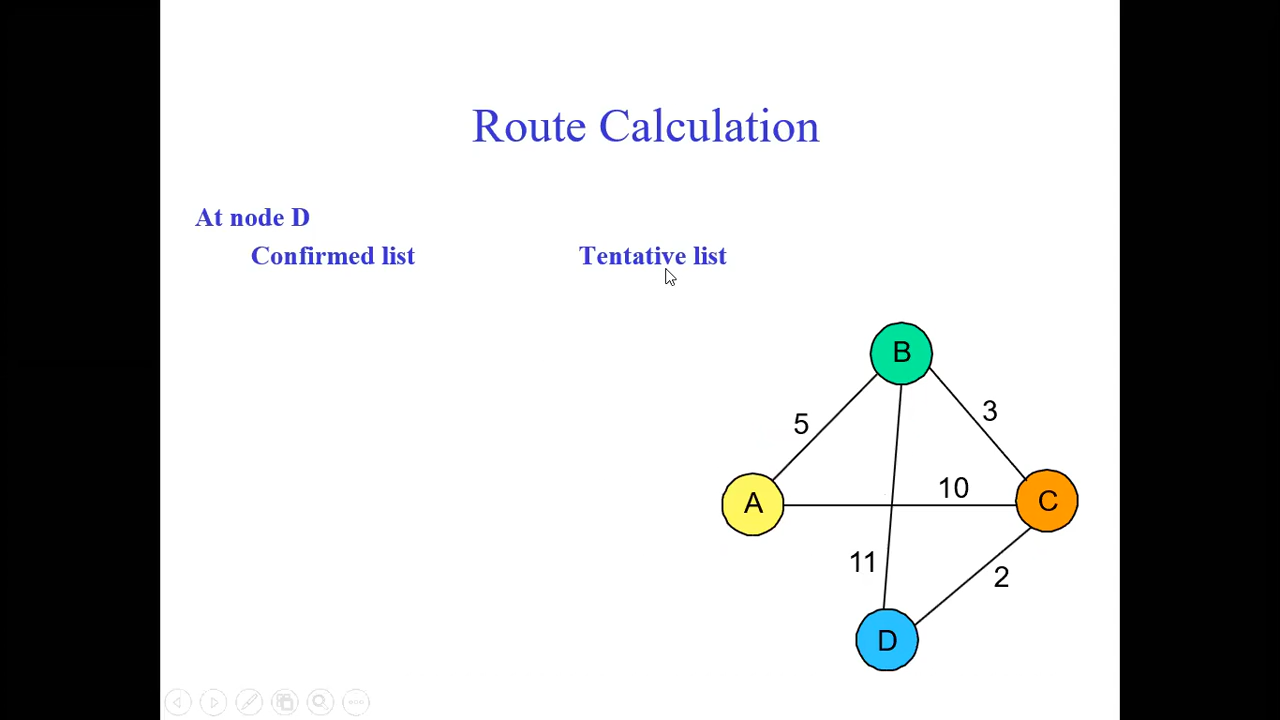 Route Calculation
At node D
Confirmed list Tentative list
B
5
3
A
10
C
11
2
D